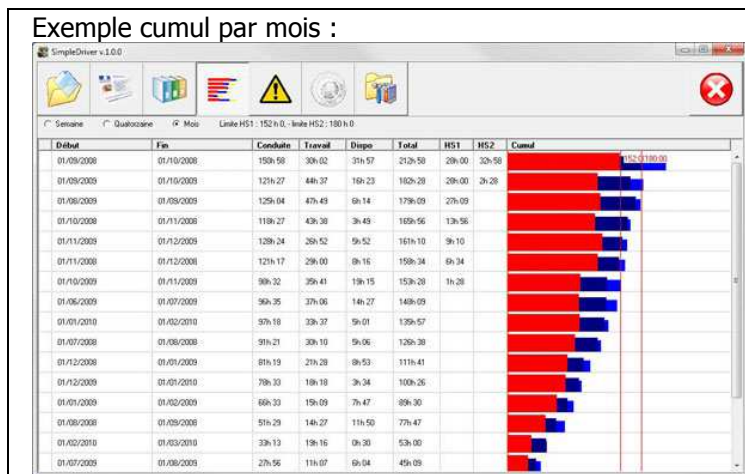 Exemple cumul par mois :
SimpleDriver v.1.0.0
Semaine Quatorzaine Mois Limite HS1 : 152 h 0, - limite HS2 : 180 h 0
Début Fin Conduite Travail Dispo Total HS1 HS2 Cumul
01/09/2008 01/10/2008 150h 58 30h 02 31h 57 212h 58 28h 00 32h 58 152:0 180:00
01/09/2009 01/10/2009 121h 27 44h 37 16h 23 182h 28 28h 00 2h 28
01/08/2009 01/09/2009 125h 04 47h 49 6h 14 179h 09 27h 09
01/10/2008 01/11/2008 118h 27 43h 38 3h 49 165h 56 13h 56
01/11/2009 01/12/2009 128h 24 26h 52 5h 52 161h 10 9h 10
01/11/2008 01/12/2008 121h 17 29h 00 8h 16 158h 34 6h 34
01/10/2009 01/11/2009 98h 32 35h 41 19h 15 153h 28 1h 28
01/06/2009 01/07/2009 96h 35 37h 06 14h 27 148h 09
01/01/2010 01/02/2010 97h 18 33h 37 5h 01 135h 57
01/07/2008 01/08/2008 91h 21 30h 10 5h 06 126h 38
01/12/2008 01/01/2009 81h 19 21h 28 8h 53 111h 41
01/12/2009 01/01/2010 78h 33 18h 18 3h 34 100h 26
01/01/2009 01/02/2009 66h 33 15h 09 7h 47 89h 30
01/08/2008 01/09/2008 51h 29 14h 27 11h 50 77h 47
01/02/2010 01/03/2010 33h 13 19h 16 0h 30 53h 00
01/07/2009 01/08/2009 27h 56 11h 07 6h 04 45h 09